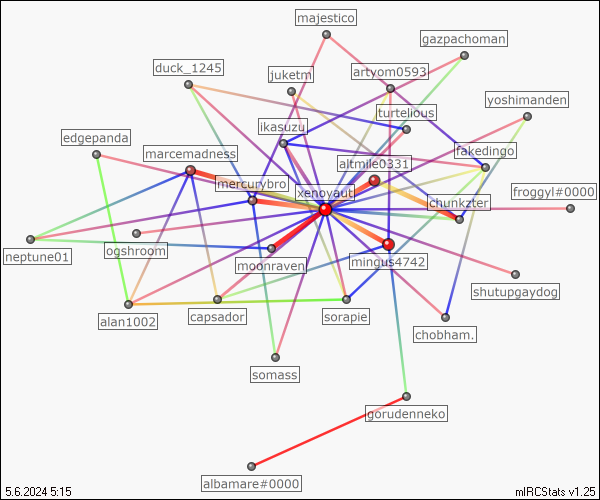 majestico
gazpachoman
duck_1245
juketm
artyom0593
yoshimanden
turtelious
ikasuzu
edgepanda
marcemadness
fakedingo
altmile0331
mercurybro
xenoyaut
froggyl#0000
chunkzter
neptune01
ogshroom
moonraven
mingus4742
shutupgaydog
alan1002
capsador
sorapie
chobham.
somass
gorudenneko
albamare#0000
5.6.2024 5:15
mIRCStats v1.25